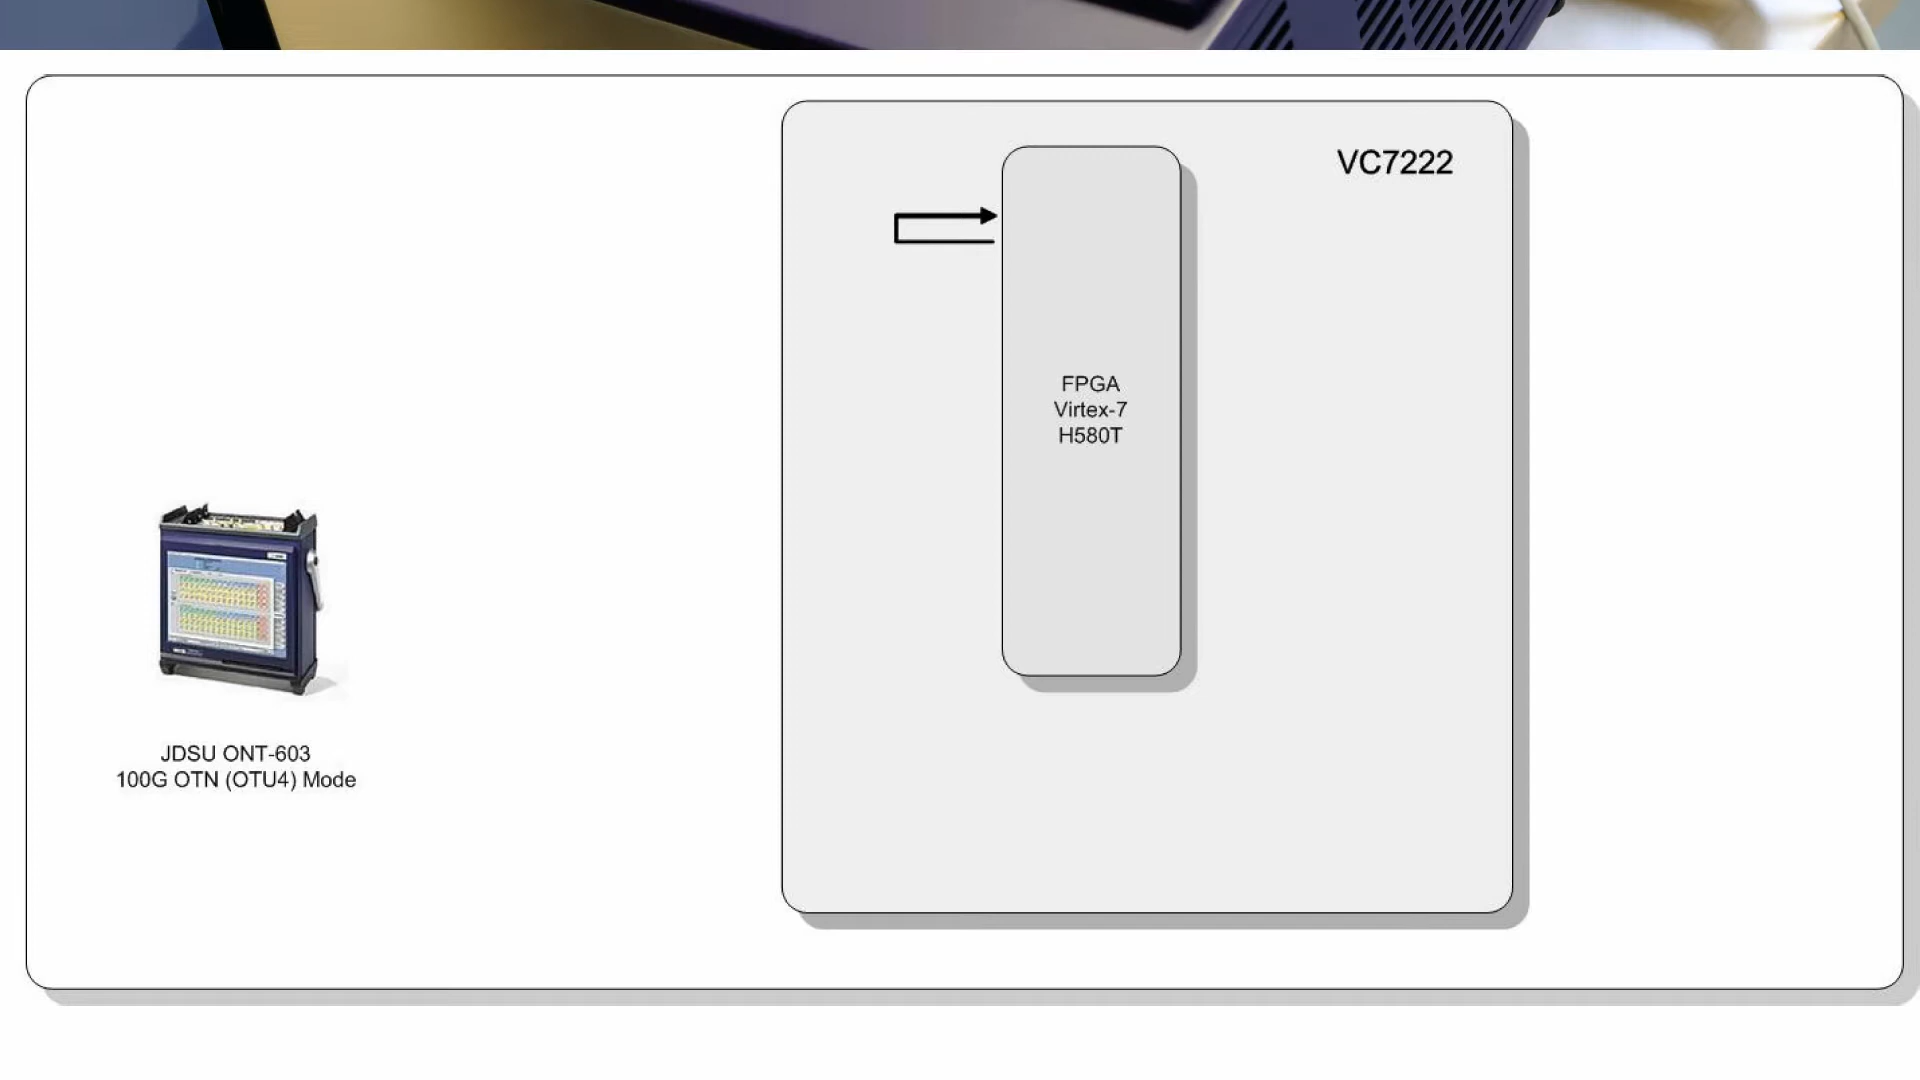 VC7222
FPGA
Virtex-7
H580T
JDSU ONT-603
100G OTN (OTU4) Mode